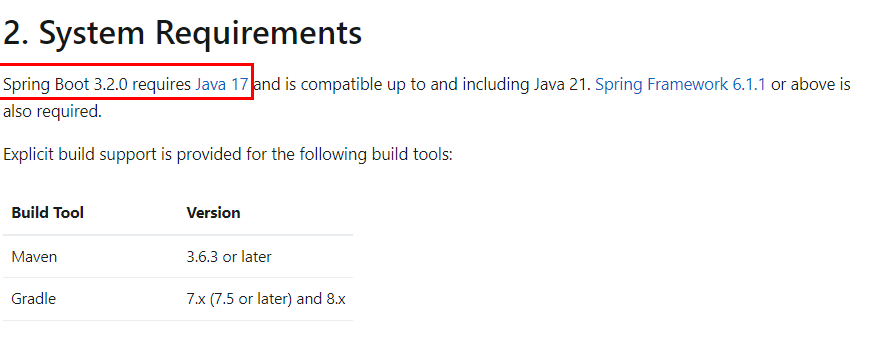 2. System Requirements
Spring Boot 3.2.0 requires Java 17 and is compatible up to and including Java 21. Spring Framework 6.1.1 or above is
also required.
Explicit build support is provided for the following build tools:
Build Tool Version
Maven 3.6.3 or later
Gradle 7.x (7.5 or later) and 8.x